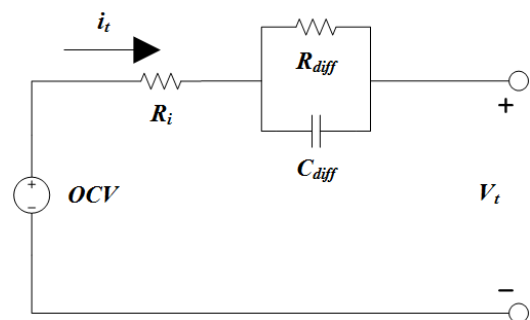 i_t
R_diff
R_i
+
C_diff
+
−
OCV
V_t
−